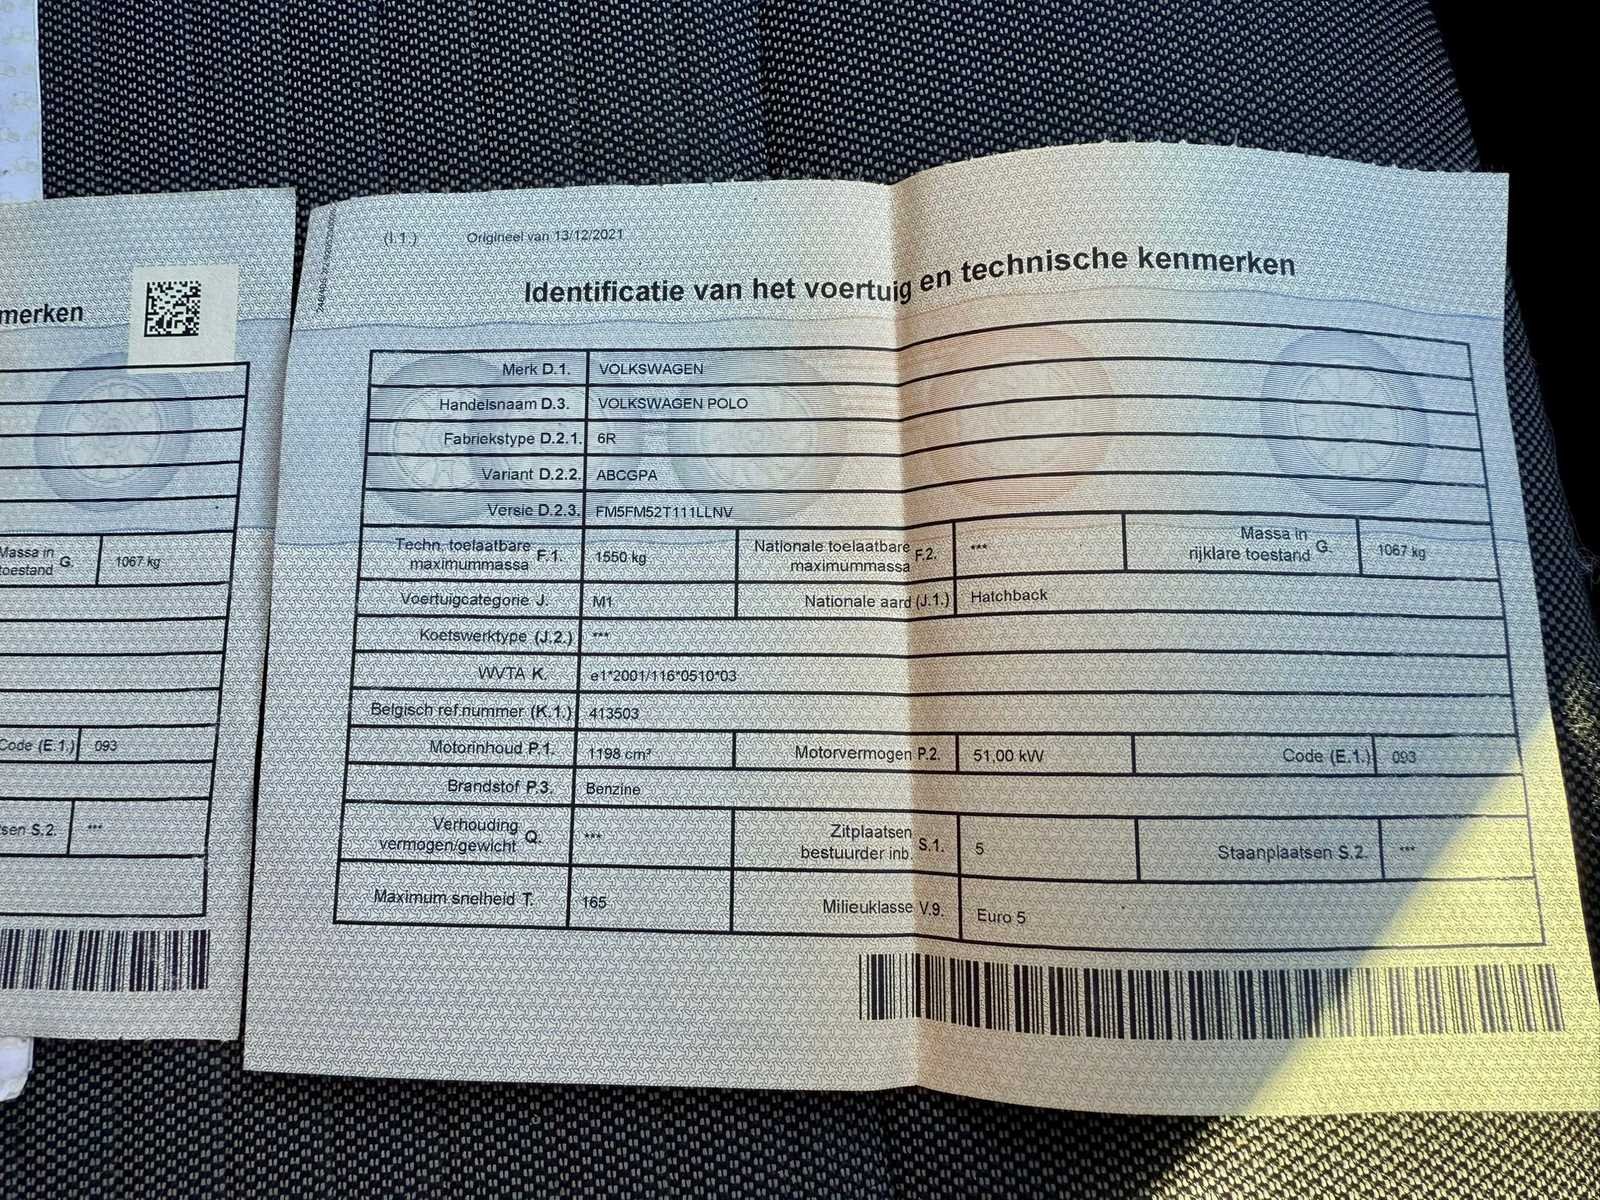 (I.1.) Origineel van 13/12/2021
Identificatie van het voertuig en technische kenmerken
Merk D.1. VOLKSWAGEN
Handelsnaam D.3. VOLKSWAGEN POLO
Fabriekstype D.2.1. 6R
Variant D.2.2. ABCGPA
Versie D.2.3. FM5FM52T111LLNV
Techn. toelaatbare maximummassa F.1. 1550 kg Nationale toelaatbare maximummassa F.2. *** Massa in rijklare toestand G. 1067 kg
Voertuigcategorie J. M1 Nationale aard (J.1.) Hatchback
Koetswerktype (J.2.) ***
WVTA K. e1*2001/116*0510*03
Belgisch ref.nummer (K.1.) 413503
Motorinhoud P.1. 1198 cm³ Motorvermogen P.2. 51,00 kW Code (E.1.) 093
Brandstof P.3. Benzine
Verhouding vermogen/gewicht Q. *** Zitplaatsen bestuurder inb. S.1. 5 Staanplaatsen S.2. ***
Maximum snelheid T. 165 Milieuklasse V.9. Euro 5
merken
Massa in toestand G. 1067 kg
Code (E.1.) 093
sen S.2. ***